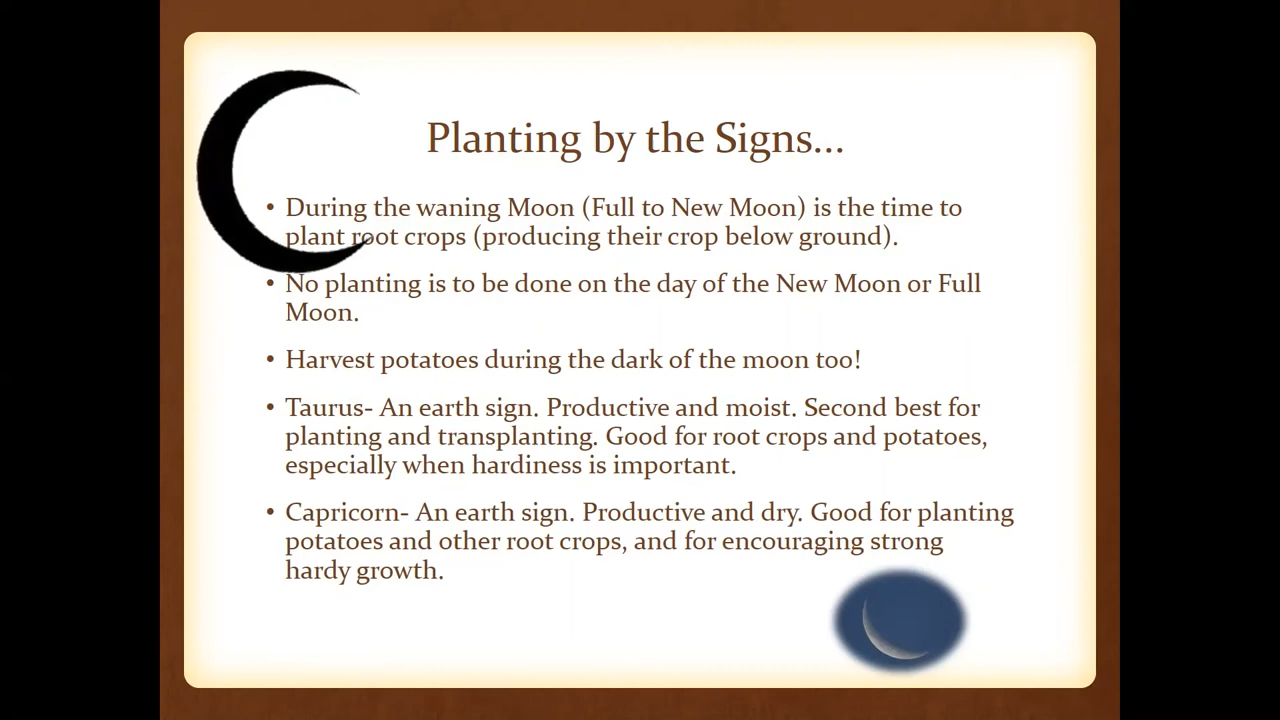 Planting by the Signs...
• During the waning Moon (Full to New Moon) is the time to
plant root crops (producing their crop below ground).
• No planting is to be done on the day of the New Moon or Full
Moon.
• Harvest potatoes during the dark of the moon too!
• Taurus- An earth sign. Productive and moist. Second best for
planting and transplanting. Good for root crops and potatoes,
especially when hardiness is important.
• Capricorn- An earth sign. Productive and dry. Good for planting
potatoes and other root crops, and for encouraging strong
hardy growth.